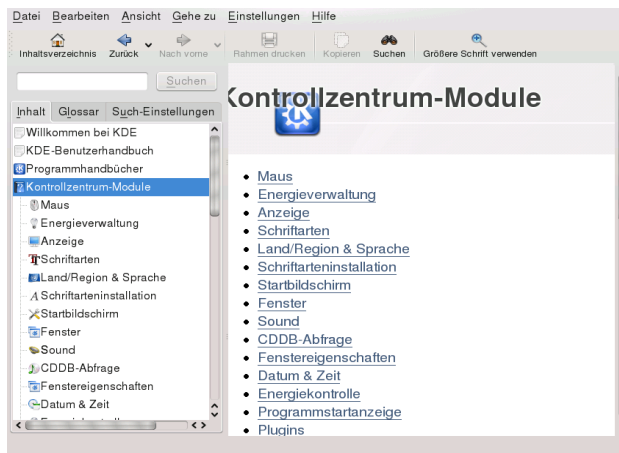 Datei Bearbeiten Ansicht Gehe zu Einstellungen Hilfe
Inhaltsverzeichnis Zurück Nach vorne Rahmen drucken Kopieren Suchen Größere Schrift verwenden
Suchen
Inhalt Glossar Such-Einstellungen
Willkommen bei KDE
KDE-Benutzerhandbuch
Programmhandbücher
Kontrollzentrum-Module
Maus
Energieverwaltung
Anzeige
Schriftarten
Land/Region & Sprache
Schriftarteninstallation
Startbildschirm
Fenster
Sound
CDDB-Abfrage
Fenstereigenschaften
Datum & Zeit
Kontrollzentrum-Module
Maus
Energieverwaltung
Anzeige
Schriftarten
Land/Region & Sprache
Schriftarteninstallation
Startbildschirm
Fenster
Sound
CDDB-Abfrage
Fenstereigenschaften
Datum & Zeit
Energiekontrolle
Programmstartanzeige
Plugins